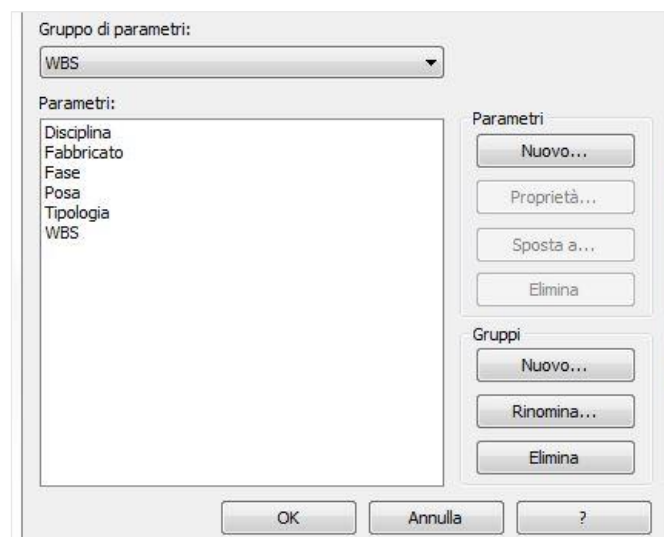 Gruppo di parametri:
WBS
Parametri:
Disciplina
Fabbricato
Fase
Posa
Tipologia
WBS
Parametri
Nuovo...
Proprietà...
Sposta a...
Elimina
Gruppi
Nuovo...
Rinomina...
Elimina
OK
Annulla
?